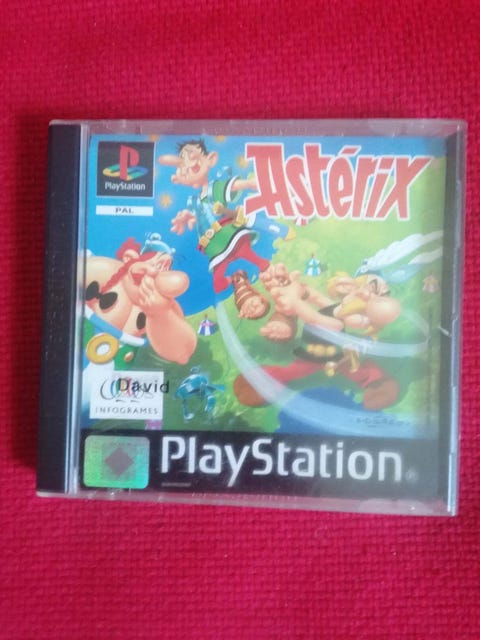 PlayStation
PAL
Astérix
David
INFOGRAMES
PlayStation